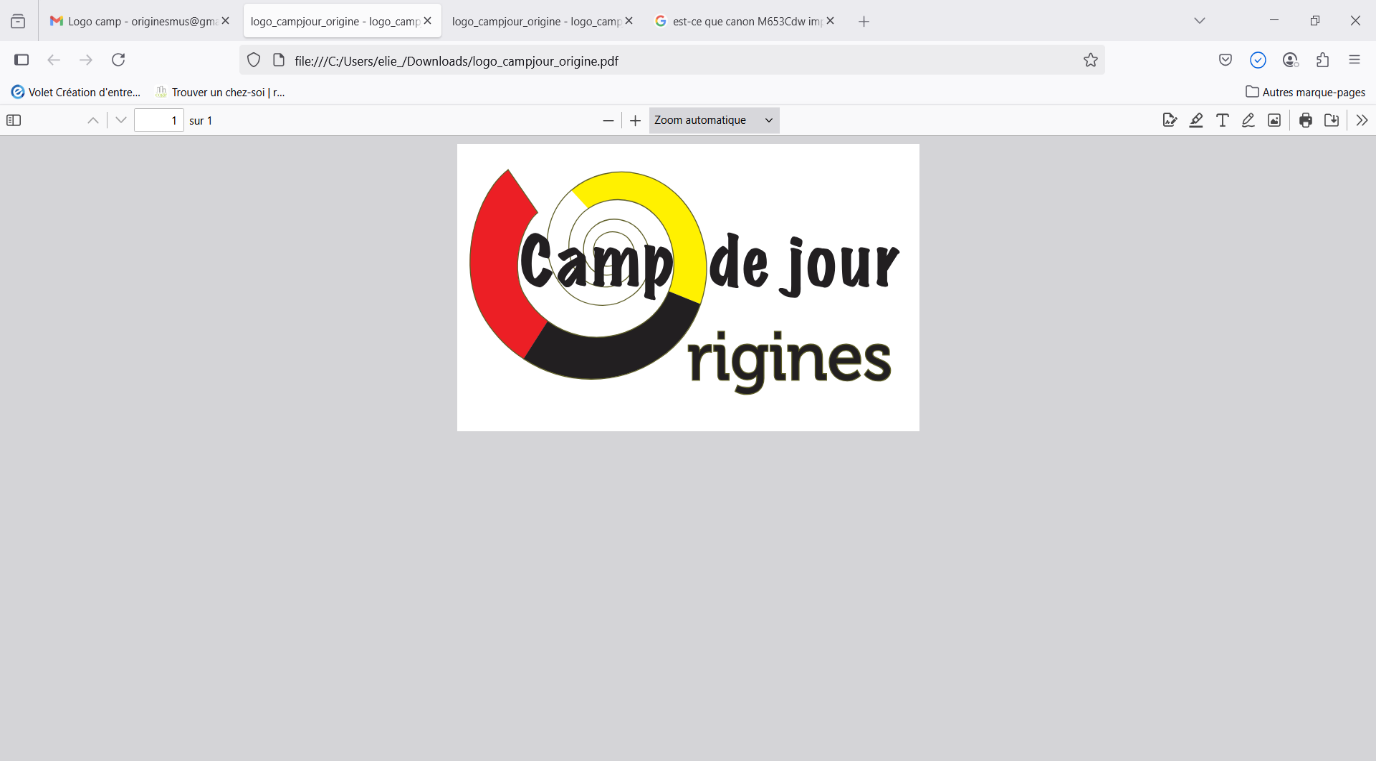 Logo camp - originesmus@gma
logo_campjour_origine - logo_camp
logo_campjour_origine - logo_camp
est-ce que canon M653Cdw im
file:///C:/Users/elie_/Downloads/logo_campjour_origine.pdf
Volet Création d'entre...
Trouver un chez-soi | r...
Autres marque-pages
1 sur 1
Zoom automatique
Camp de jour
rigines